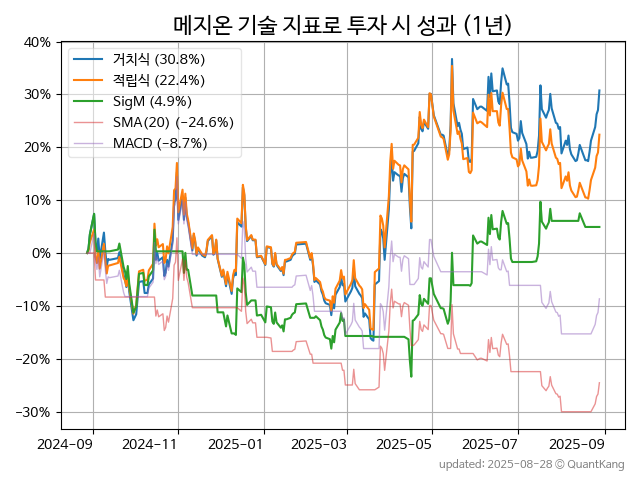 메지온 기술 지표로 투자 시 성과 (1년)
40%
30%
20%
10%
0%
−10%
−20%
−30%
거치식 (30.8%)
적립식 (22.4%)
SigM (4.9%)
SMA(20) (−24.6%)
MACD (−8.7%)
2024-09 2024-11 2025-01 2025-03 2025-05 2025-07 2025-09
updated: 2025-08-28 © QuantKang